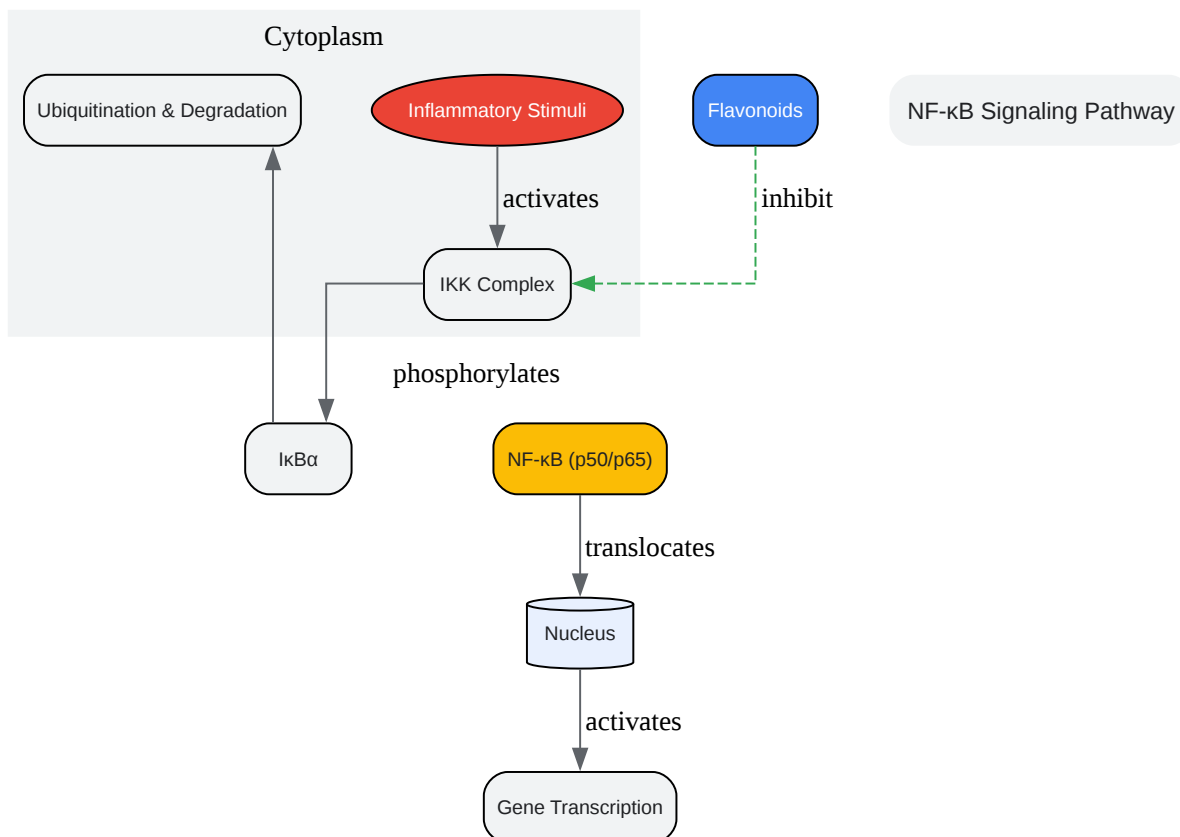 Cytoplasm
Ubiquitination & Degradation
Inflammatory Stimuli
Flavonoids
NF-κB Signaling Pathway
activates
inhibit
IKK Complex
phosphorylates
IκBα
NF-κB (p50/p65)
translocates
Nucleus
activates
Gene Transcription